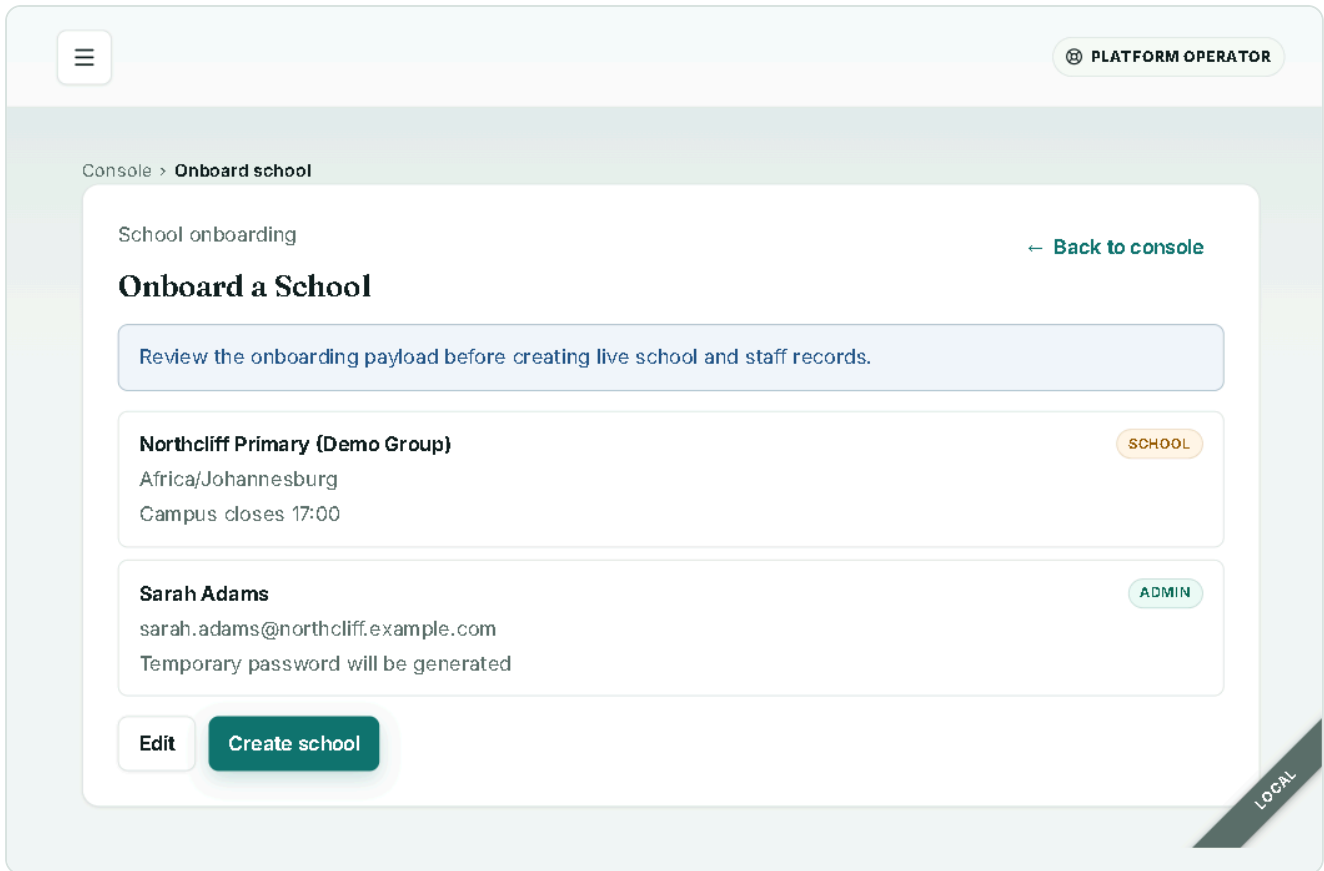 PLATFORM OPERATOR
Console › Onboard school
School onboarding
← Back to console
Onboard a School
Review the onboarding payload before creating live school and staff records.
Northcliff Primary (Demo Group)
SCHOOL
Africa/Johannesburg
Campus closes 17:00
Sarah Adams
ADMIN
sarah.adams@northcliff.example.com
Temporary password will be generated
Edit
Create school
LOCAL